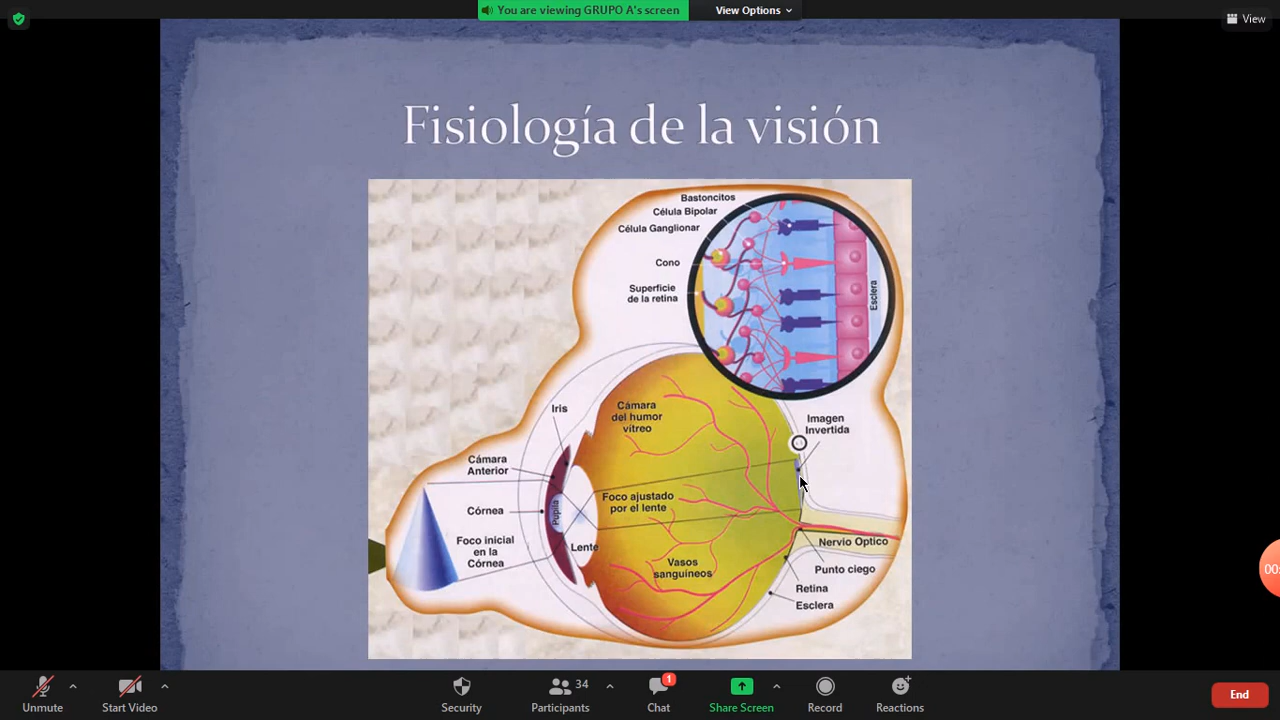 You are viewing GRUPO A's screen
View Options
View
Fisiología de la visión
Bastoncitos
Célula Bipolar
Célula Ganglionar
Cono
Superficie
de la retina
Esclera
Iris
Cámara
del humor
vítreo
Imagen
Invertida
Cámara
Anterior
Foco ajustado
por el lente
Córnea
Pupila
Foco inicial
en la
Córnea
Lente
Vasos
sanguíneos
Nervio Optico
Punto ciego
Retina
Esclera
00:
Unmute
Start Video
Security
34
Participants
1
Chat
Share Screen
Record
Reactions
End